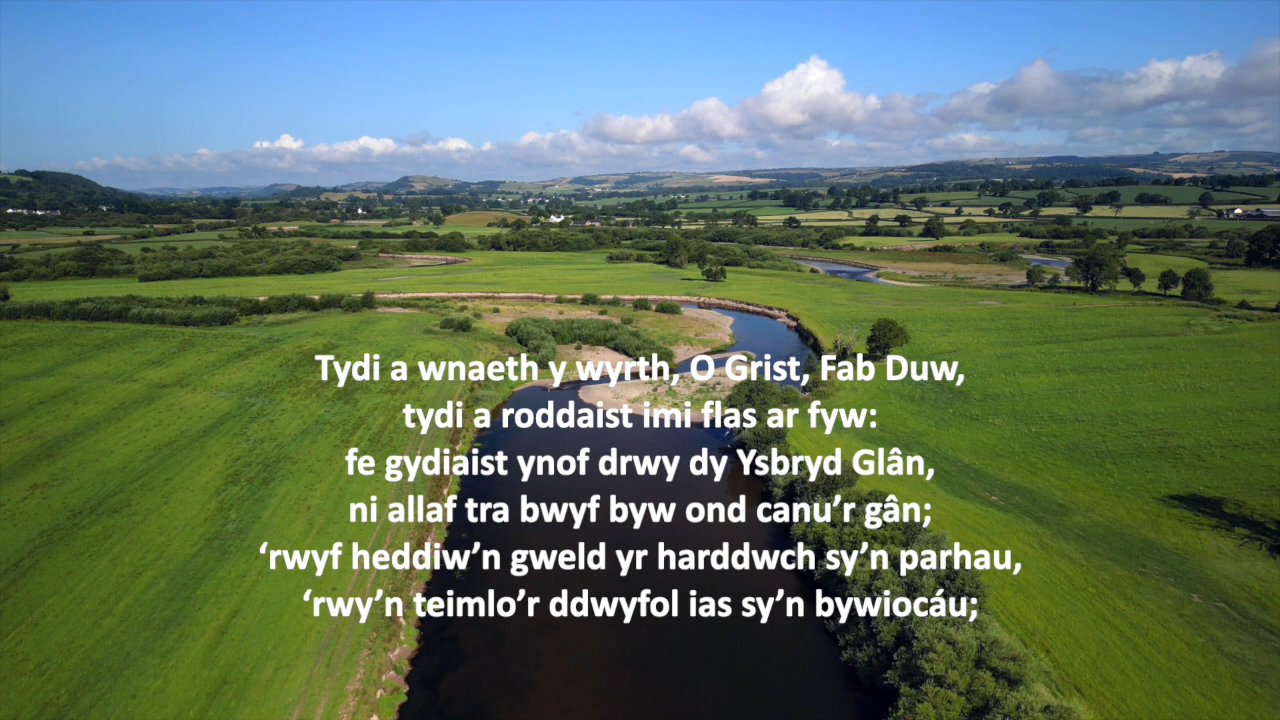 Tydi a wnaeth y wyrth, O Grist, Fab Duw,
tydi a roddaist imi flas ar fyw:
fe gydiaist ynof drwy dy Ysbryd Glân,
ni allaf tra bwyf byw ond canu’r gân;
‘rwyf heddiw’n gweld yr harddwch sy’n parhau,
‘rwy’n teimlo’r ddwyfol ias sy’n bywiocáu;